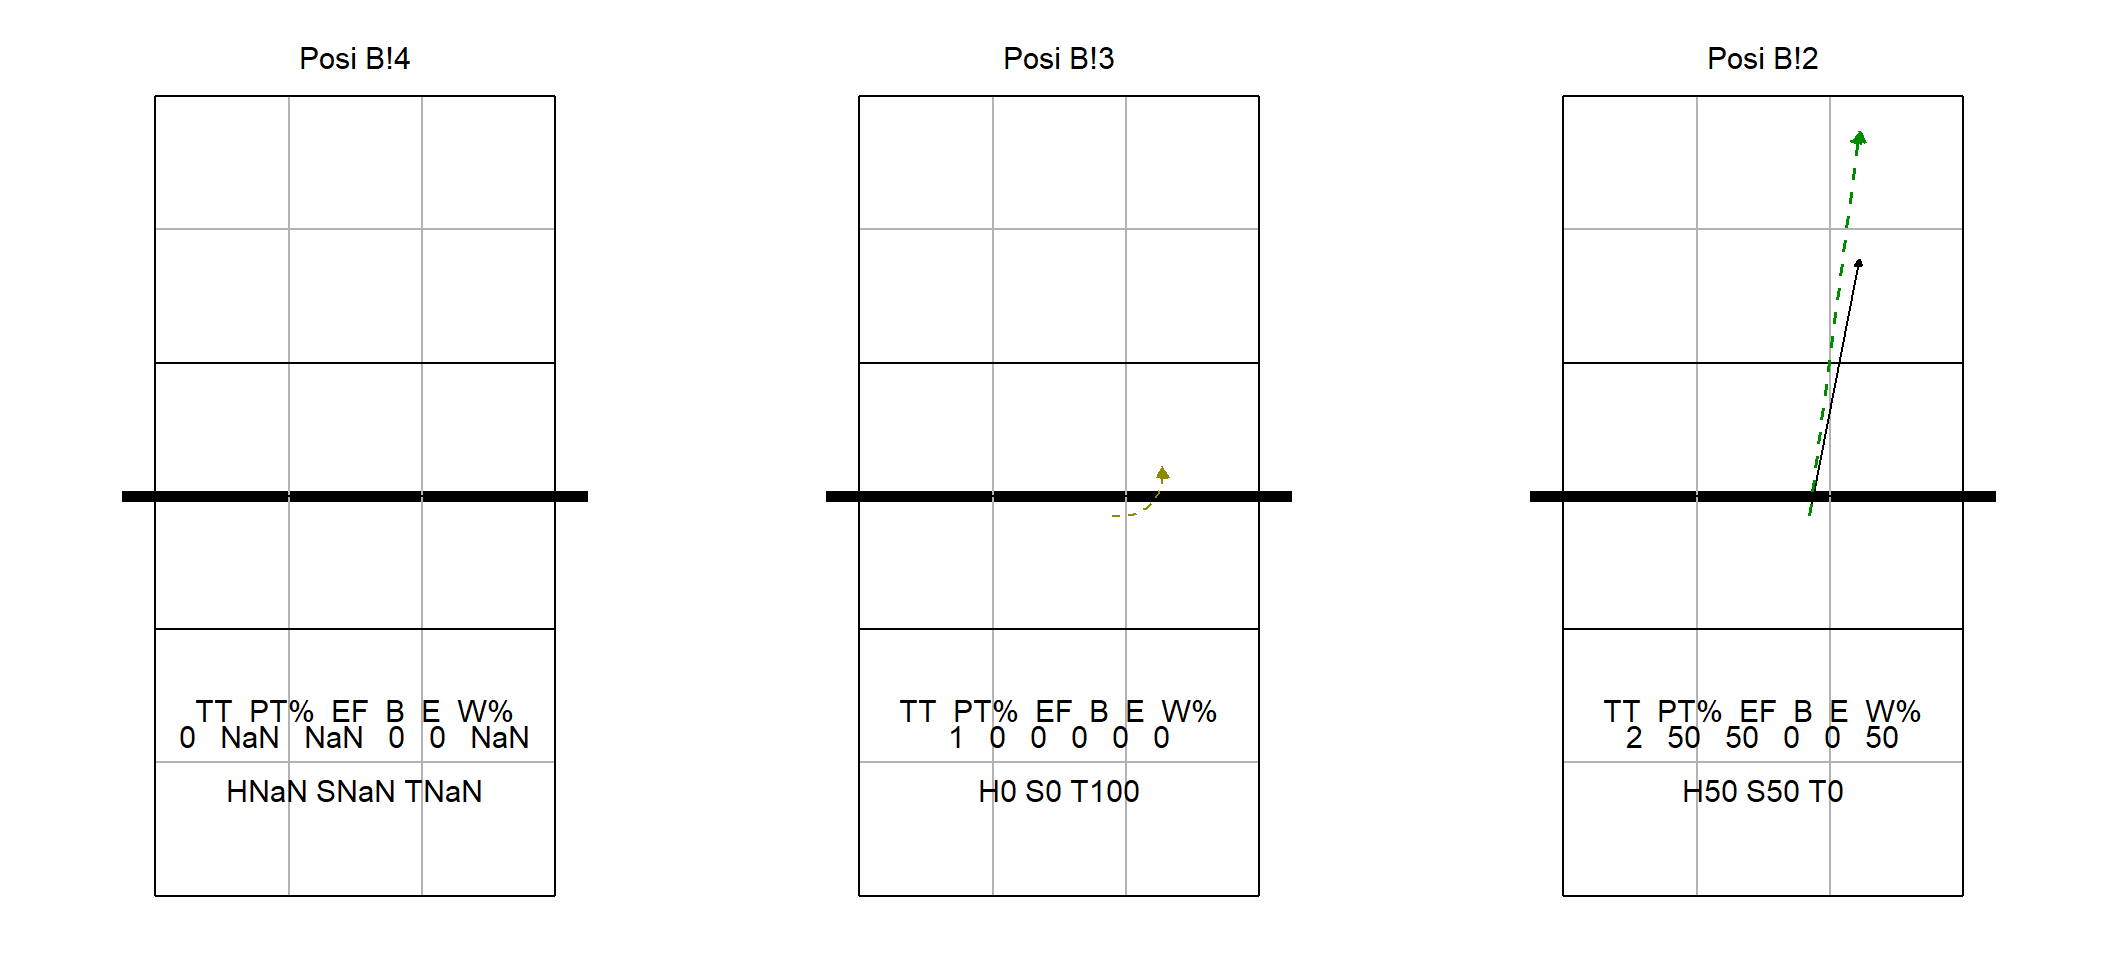 Posi B!4
TT PT% EF B E W%
0 NaN NaN 0 0 NaN
HNaN SNaN TNaN
Posi B!3
TT PT% EF B E W%
1 0 0 0 0 0
H0 S0 T100
Posi B!2
TT PT% EF B E W%
2 50 50 0 0 50
H50 S50 T0